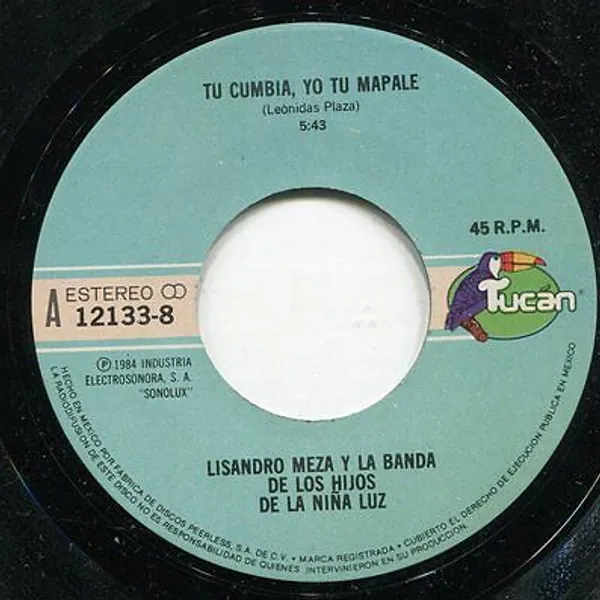 TU CUMBIA, YO TU MAPALE
(Leónidas Plaza)
5:43
45 R.P.M.
ESTEREO
A 12133-8
Tucán
Ⓟ 1984 INDUSTRIA
ELECTROSONORA, S. A.
"SONOLUX"
LISANDRO MEZA Y LA BANDA
DE LOS HIJOS
DE LA NIÑA LUZ
HECHO EN MEXICO POR FABRICA DE DISCOS PEERLESS, S.A. DE C.V. • MARCA REGISTRADA • CUBIERTO EL DERECHO DE EJECUCION PUBLICA EN MEXICO
LA RADIODIFUSION DE ESTE DISCO NO ES RESPONSABILIDAD DE QUIENES INTERVINIERON EN SU PRODUCCION.